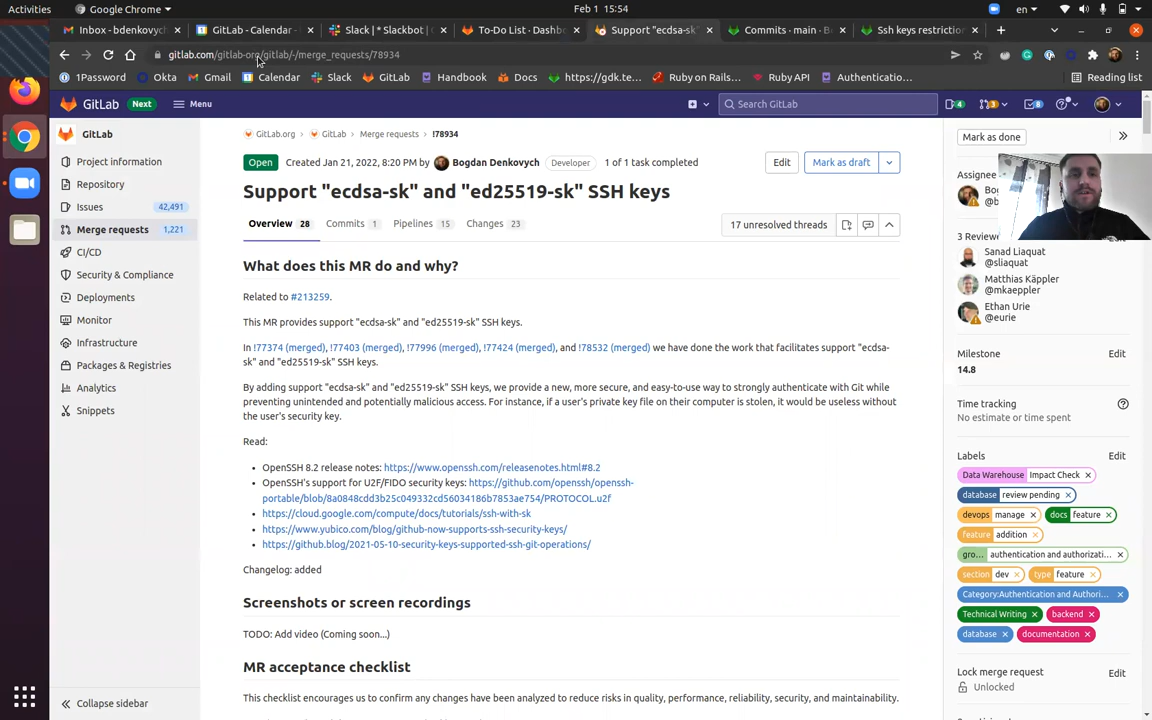 Activities
Google Chrome
Feb 1 15:54
en
Inbox - bdenkovych
GitLab - Calendar -
Slack | Slackbot |
To-Do List · Dashb
Support "ecdsa-sk"
Commits · main · B
Ssh keys restriction
gitlab.com/gitlab-org/gitlab/-/merge_requests/78934
1Password
Okta
Gmail
Calendar
Slack
GitLab
Handbook
Docs
https://gdk.te...
Ruby on Rails...
Ruby API
Authenticatio...
Reading list
GitLab
Next
Menu
Search GitLab
4
3
8
GitLab
Project information
Repository
Issues
42,491
Merge requests
1,221
CI/CD
Security & Compliance
Deployments
Monitor
Infrastructure
Packages & Registries
Analytics
Snippets
Collapse sidebar
GitLab.org › GitLab › Merge requests › !78934
Open Created Jan 21, 2022, 8:20 PM by Bogdan Denkovych Developer 1 of 1 task completed
Edit
Mark as draft
Support "ecdsa-sk" and "ed25519-sk" SSH keys
Overview 28
Commits 1
Pipelines 15
Changes 23
17 unresolved threads
What does this MR do and why?
Related to #213259.
This MR provides support "ecdsa-sk" and "ed25519-sk" SSH keys.
In !77374 (merged), !77403 (merged), !77996 (merged), !77424 (merged), and !78532 (merged) we have done the work that facilitates support "ecdsa-
sk" and "ed25519-sk" SSH keys.
By adding support "ecdsa-sk" and "ed25519-sk" SSH keys, we provide a new, more secure, and easy-to-use way to strongly authenticate with Git while
preventing unintended and potentially malicious access. For instance, if a user's private key file on their computer is stolen, it would be useless without
the user's security key.
Read:
• OpenSSH 8.2 release notes: https://www.openssh.com/releasenotes.html#8.2
• OpenSSH's support for U2F/FIDO security keys: https://github.com/openssh/openssh-
portable/blob/8a0848cdd3b25c049332cd56034186b7853ae754/PROTOCOL.u2f
• https://cloud.google.com/compute/docs/tutorials/ssh-with-sk
• https://www.yubico.com/blog/github-now-supports-ssh-security-keys/
• https://github.blog/2021-05-10-security-keys-supported-ssh-git-operations/
Changelog: added
Screenshots or screen recordings
TODO: Add video (Coming soon...)
MR acceptance checklist
This checklist encourages us to confirm any changes have been analyzed to reduce risks in quality, performance, reliability, security, and maintainability.
Mark as done
Assignee
Bog
@b
3 Reviewe
Sanad Liaquat
@sliaquat
Matthias Käppler
@mkaeppler
Ethan Urie
@eurie
Milestone
Edit
14.8
Time tracking
No estimate or time spent
Labels
Edit
Data Warehouse Impact Check
database review pending
devops manage
docs feature
feature addition
gro... authentication and authorizati...
section dev
type feature
Category:Authentication and Authori...
Technical Writing
backend
database
documentation
Lock merge request
Edit
Unlocked